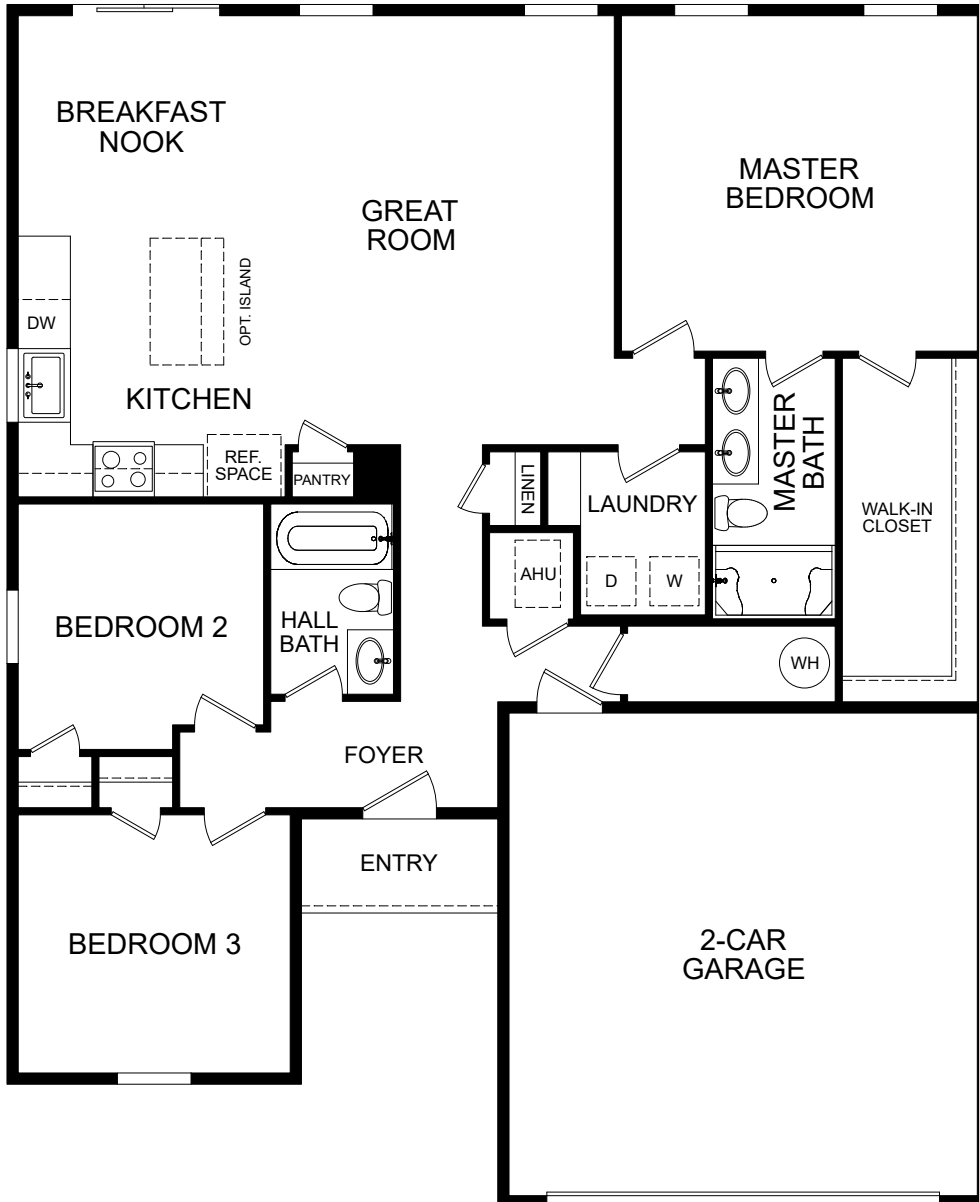 BREAKFAST
NOOK
MASTER
BEDROOM
GREAT
ROOM
OPT. ISLAND
DW
KITCHEN
MASTER
BATH
REF.
SPACE
PANTRY
LINEN
LAUNDRY
WALK-IN
CLOSET
AHU
D
W
BEDROOM 2
HALL
BATH
WH
FOYER
ENTRY
BEDROOM 3
2-CAR
GARAGE